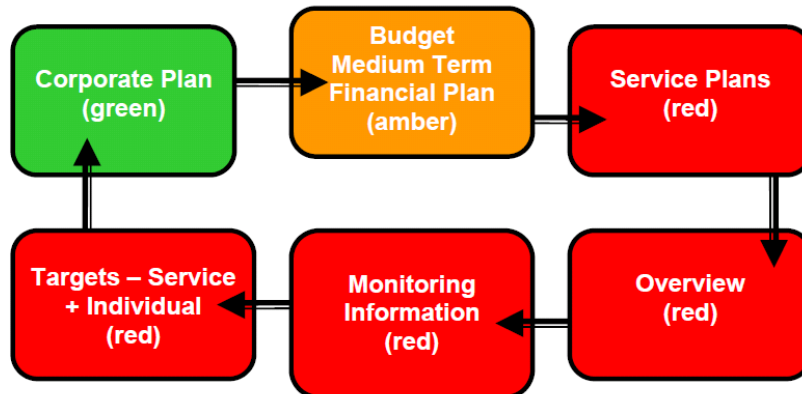 Corporate Plan
(green)
Budget
Medium Term
Financial Plan
(amber)
Service Plans
(red)
Targets – Service
+ Individual
(red)
Monitoring
Information
(red)
Overview
(red)